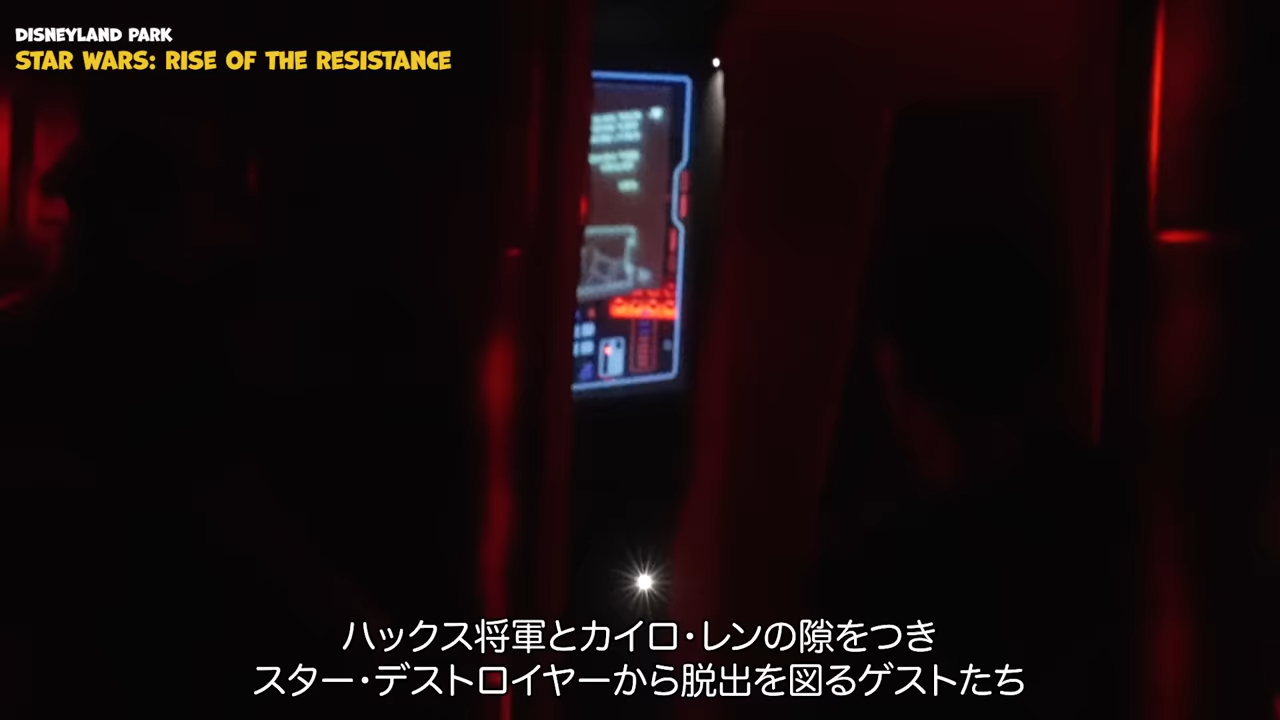 DISNEYLAND PARK
STAR WARS: RISE OF THE RESISTANCE
ハックス将軍とカイロ・レンの隙をつき
スター・デストロイヤーから脱出を図るゲストたち